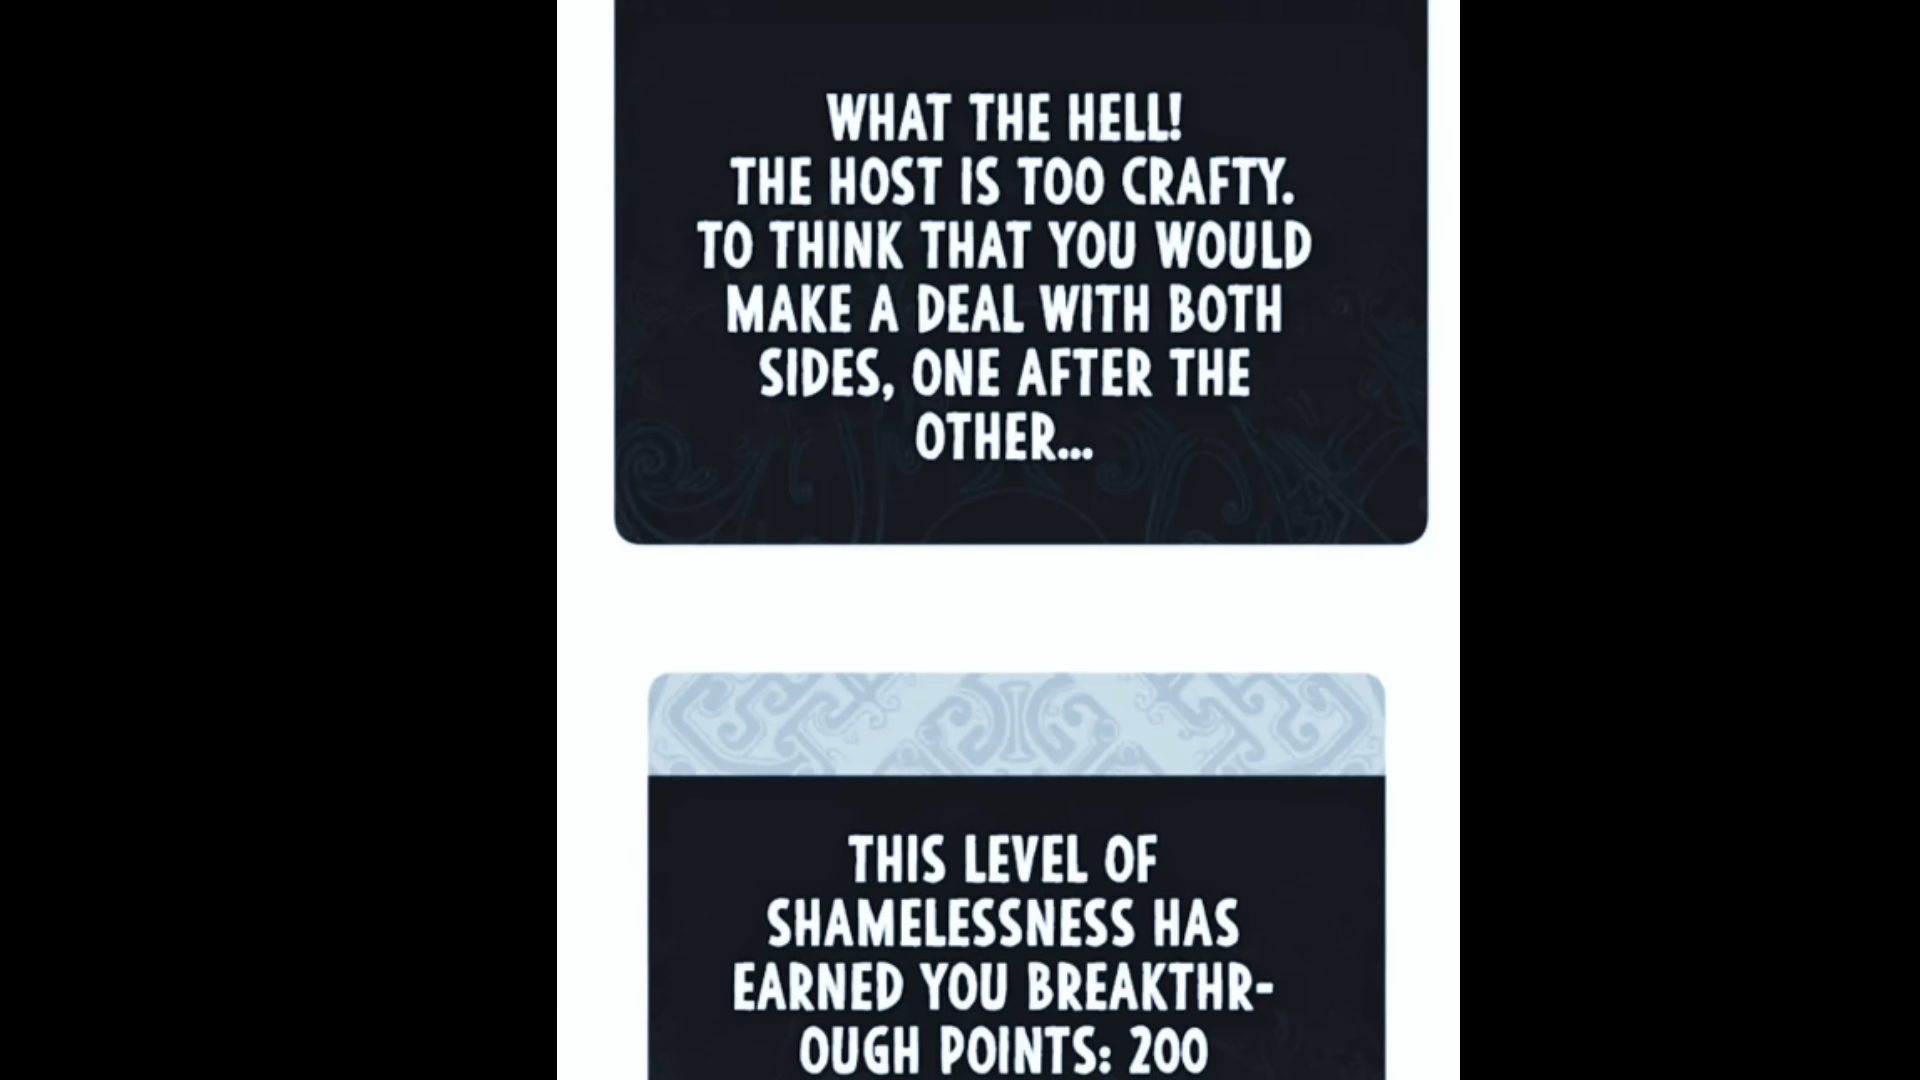 WHAT THE HELL!
THE HOST IS TOO CRAFTY.
TO THINK THAT YOU WOULD
MAKE A DEAL WITH BOTH
SIDES, ONE AFTER THE
OTHER...
THIS LEVEL OF
SHAMELESSNESS HAS
EARNED YOU BREAKTHR-
OUGH POINTS: 200